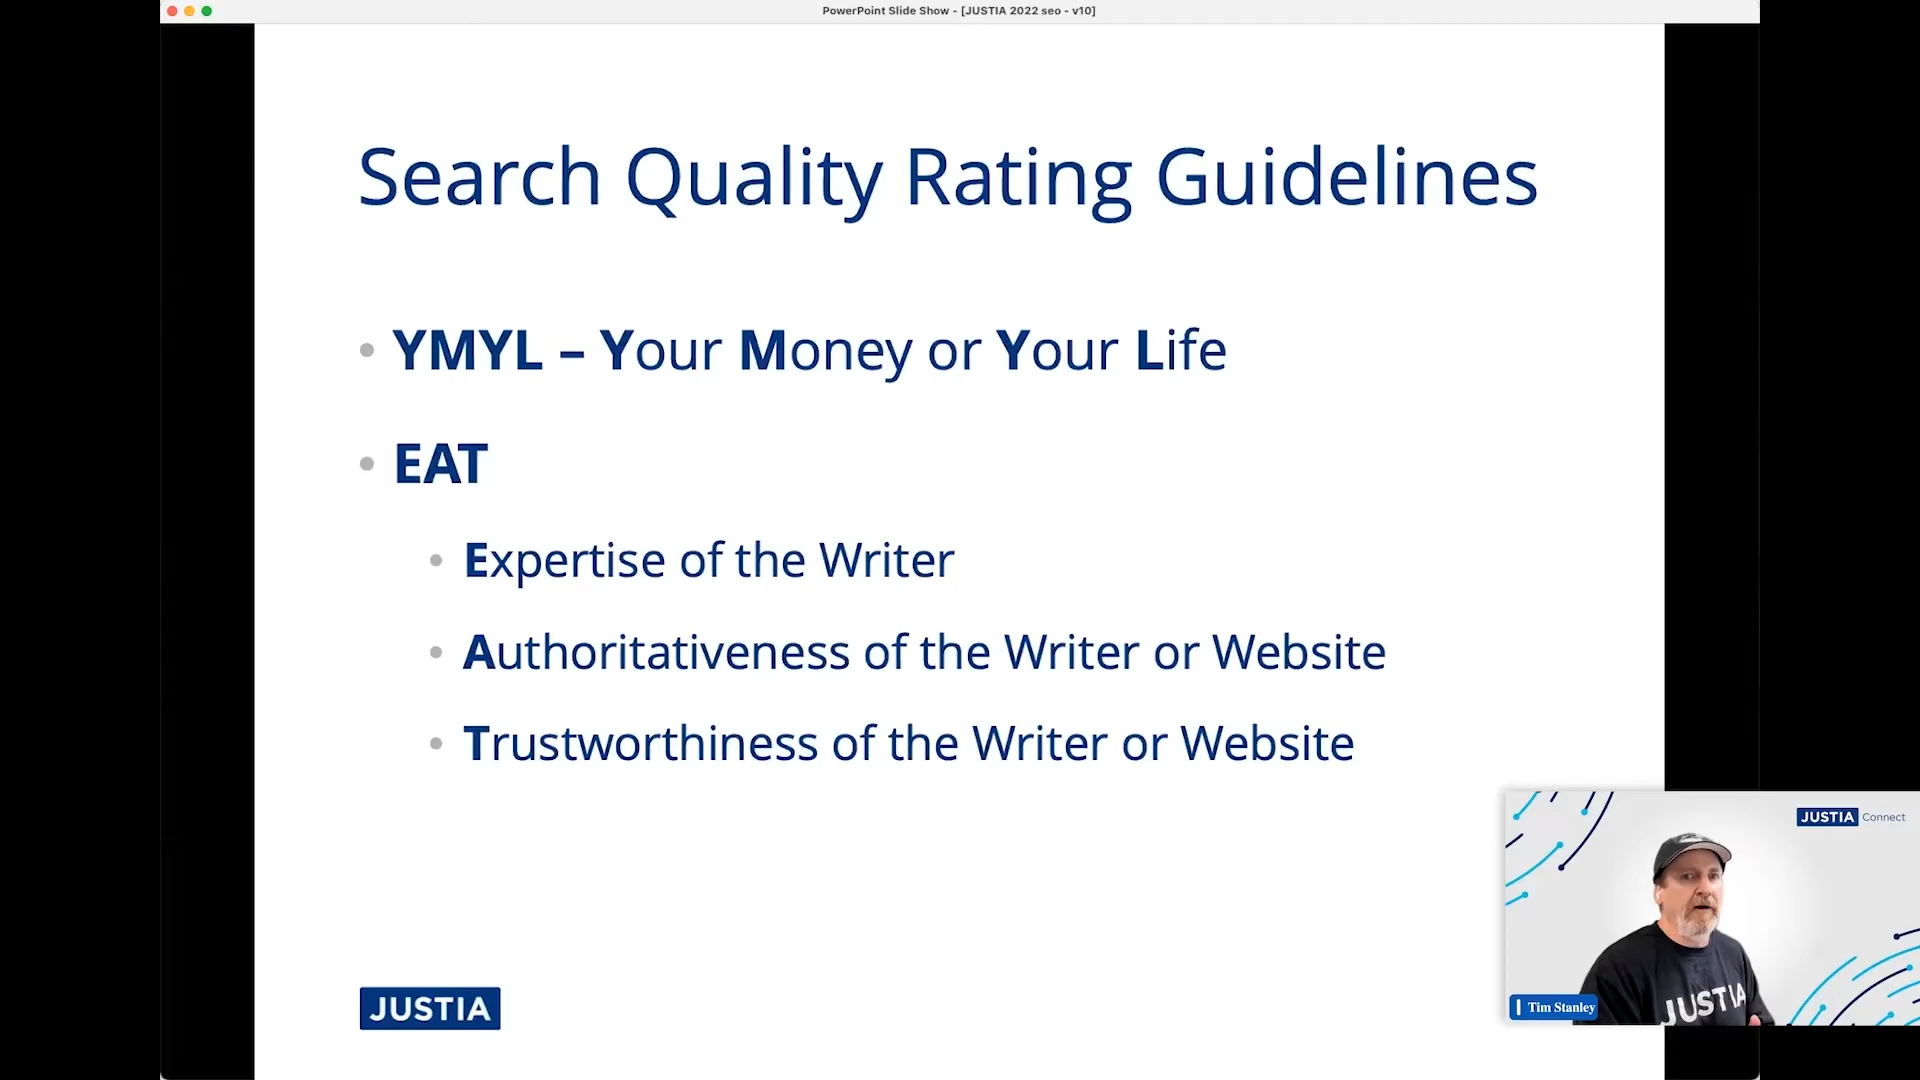 PowerPoint Slide Show - [JUSTIA 2022 seo - v10]
Search Quality Rating Guidelines
• YMYL – Your Money or Your Life
• EAT
• Expertise of the Writer
• Authoritativeness of the Writer or Website
• Trustworthiness of the Writer or Website
JUSTIA
JUSTIA Connect
JUSTIA
Tim Stanley